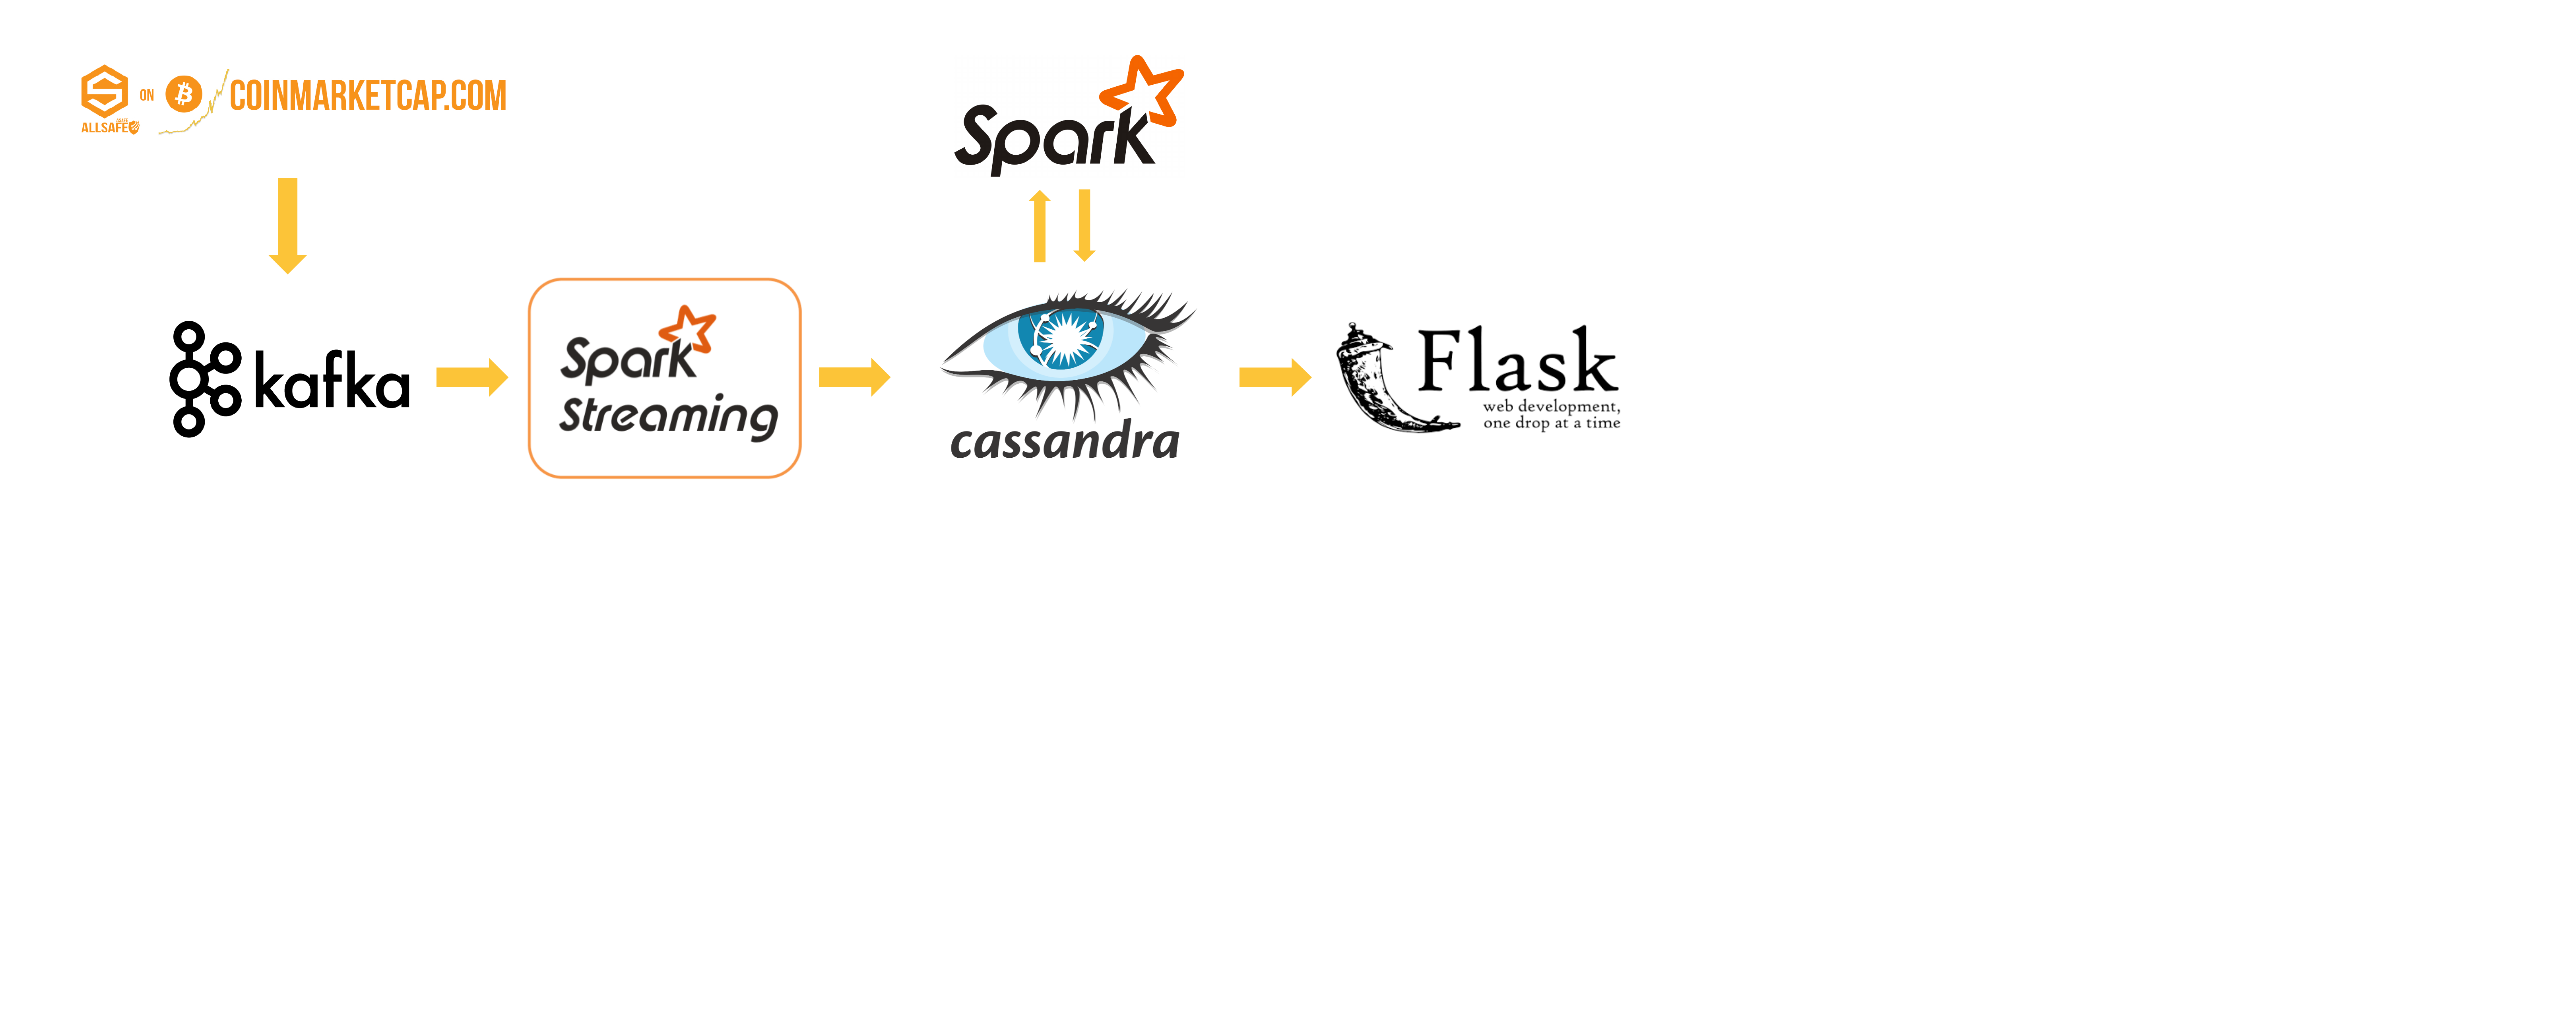 ON
COINMARKETCAP.COM
ALLSAFE
Spark
kafka
Spark
Streaming
cassandra
Flask
web development,
one drop at a time